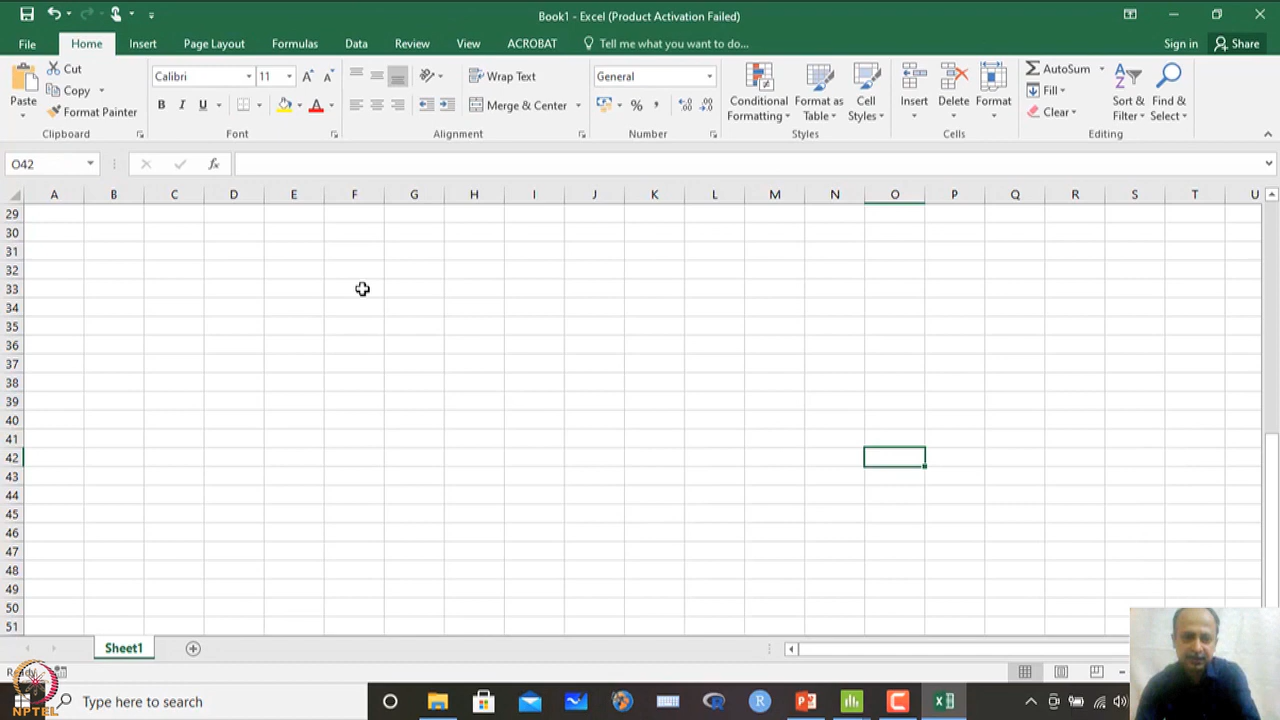 Book1 - Excel (Product Activation Failed)
File Home Insert Page Layout Formulas Data Review View ACROBAT Tell me what you want to do... Sign in Share
Paste
Cut
Copy
Format Painter
Calibri 11
B I U A
Wrap Text
Merge & Center
General
% ,
Conditional Formatting
Format as Table
Cell Styles
Insert Delete Format
AutoSum
Fill
Clear
Sort & Filter
Find & Select
Clipboard Font Alignment Number Styles Cells Editing
O42 fx
A B C D E F G H I J K L M N O P Q R S T U
29
30
31
32
33
34
35
36
37
38
39
40
41
42
43
44
45
46
47
48
49
50
51
Sheet1
Ready
Type here to search
NPTEL